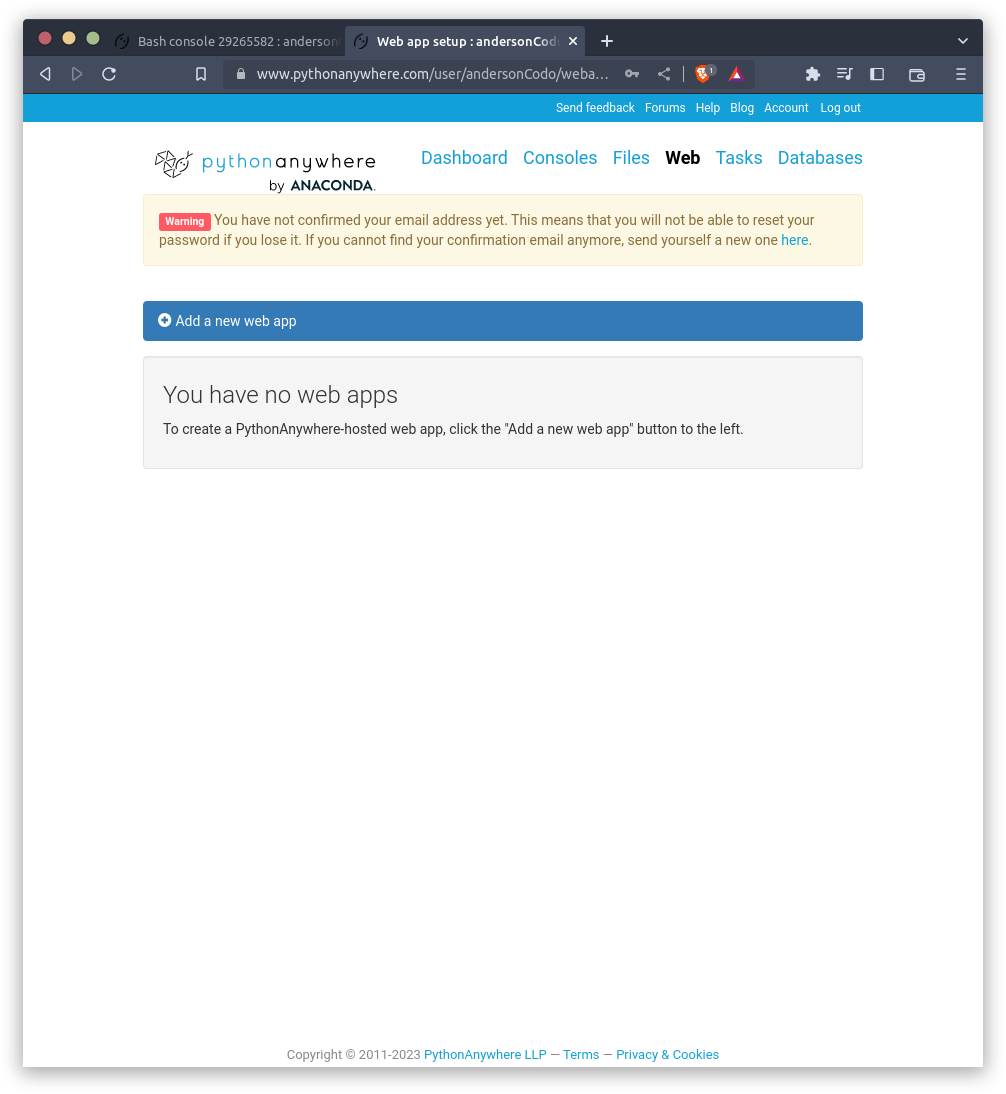 Bash console 29265582 : anderson
Web app setup : andersonCod
www.pythonanywhere.com/user/andersonCodo/weba…
1
Send feedback Forums Help Blog Account Log out
pythonanywhere
by ANACONDA.
Dashboard Consoles Files Web Tasks Databases
Warning You have not confirmed your email address yet. This means that you will not be able to reset your
password if you lose it. If you cannot find your confirmation email anymore, send yourself a new one here.
Add a new web app
You have no web apps
To create a PythonAnywhere-hosted web app, click the "Add a new web app" button to the left.
Copyright © 2011-2023 PythonAnywhere LLP — Terms — Privacy & Cookies